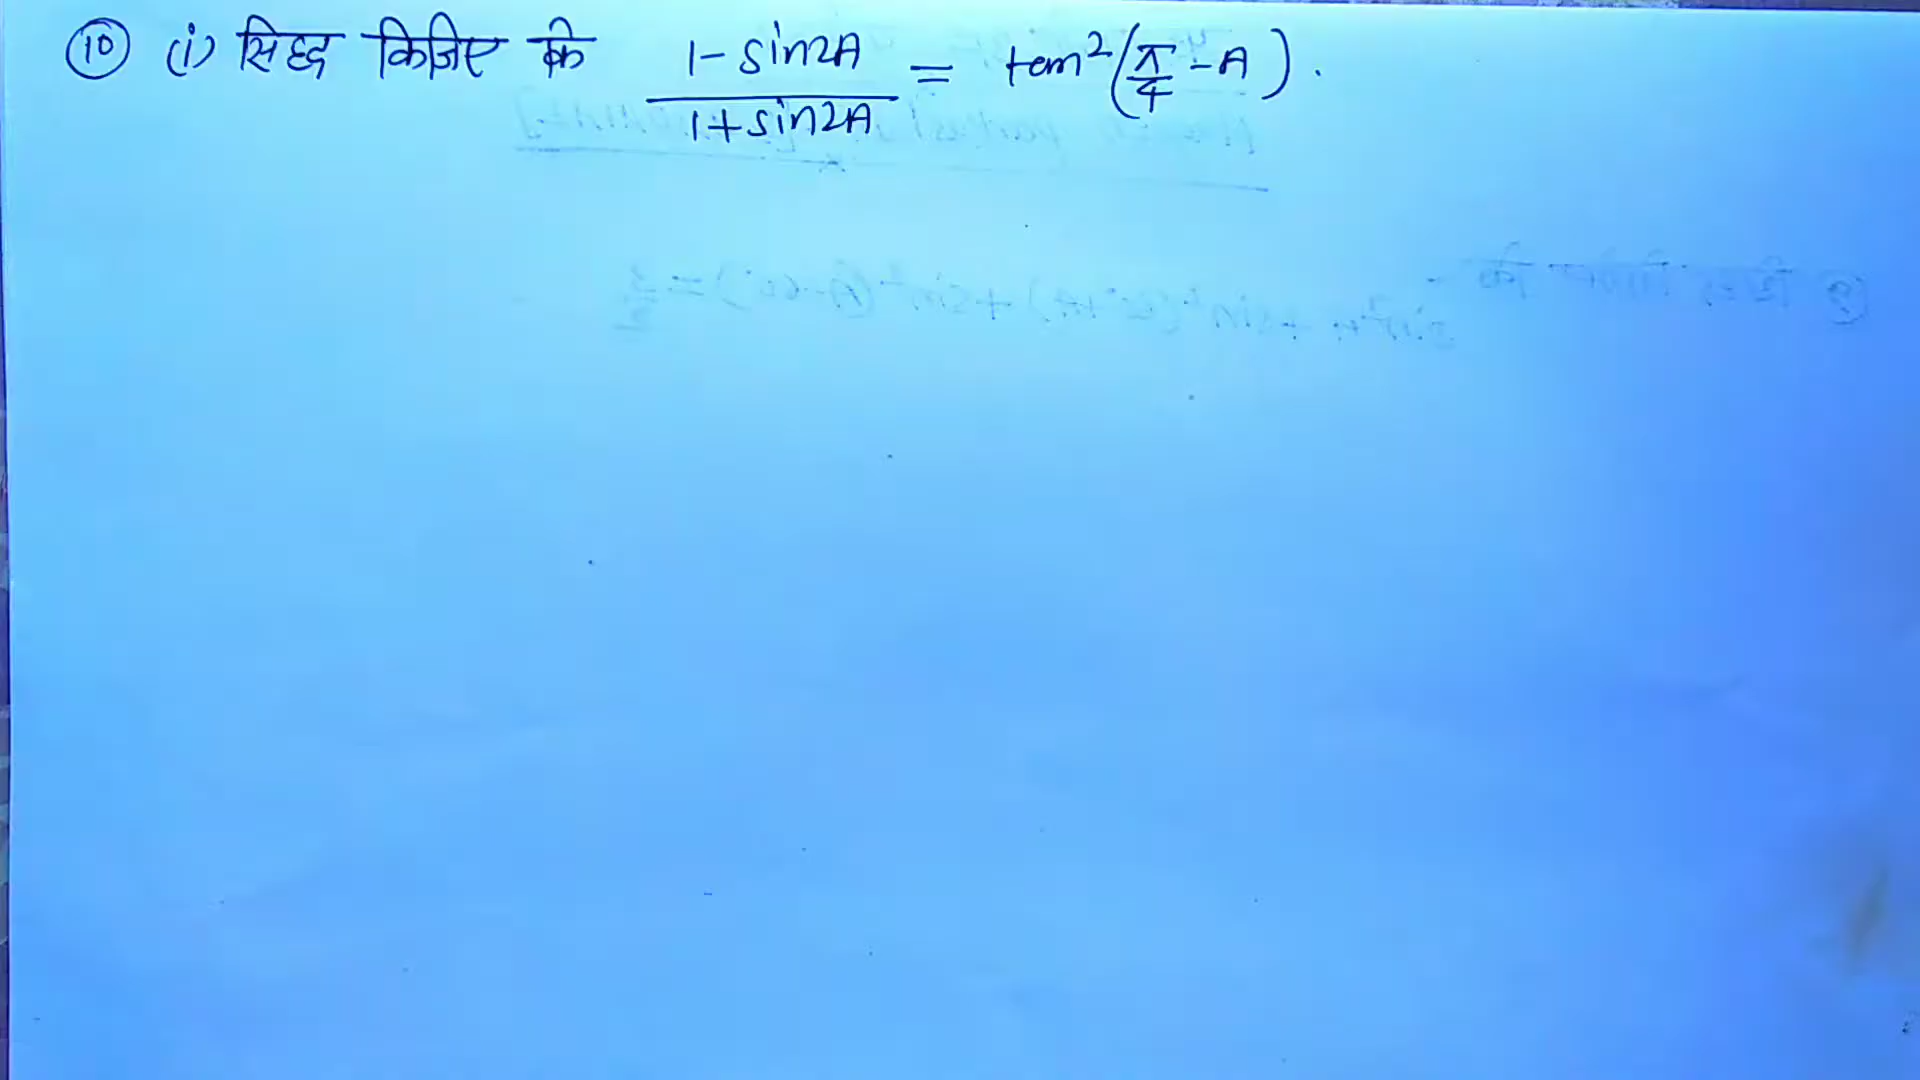 (10) (i) सिद्ध किजिए कि 1-sin2A / 1+sin2A = tan²(π/4 - A).